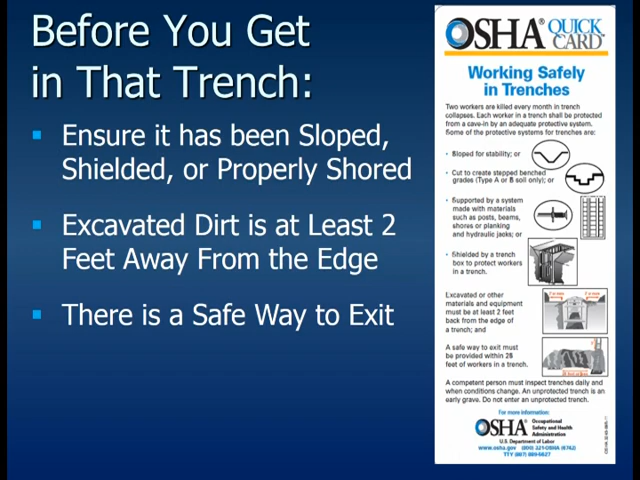 Before You Get
in That Trench:
Ensure it has been Sloped,
Shielded, or Properly Shored
Excavated Dirt is at Least 2
Feet Away From the Edge
There is a Safe Way to Exit
OSHA® QUICK
CARD™
Working Safely
in Trenches
Two workers are killed every month in trench
collapses. Each worker in a trench shall be protected
from a cave-in by an adequate protective system.
Some of the protective systems for trenches are:
• Sloped for stability; or
• Cut to create stepped benched
grades (Type A or B soil only); or
• Supported by a system
made with materials
such as posts, beams,
shores or planking
and hydraulic jacks; or
• Shielded by a trench
box to protect workers
in a trench.
Excavated or other
materials and equipment
must be at least 2 feet
back from the edge of
a trench; and
A safe way to exit must
be provided within 25
feet of workers in a trench.
A competent person must inspect trenches daily and
when conditions change. An unprotected trench is an
early grave. Do not enter an unprotected trench.
For more information:
OSHA® Occupational
Safety and Health
Administration
U.S. Department of Labor
www.osha.gov (800) 321-OSHA (6742)